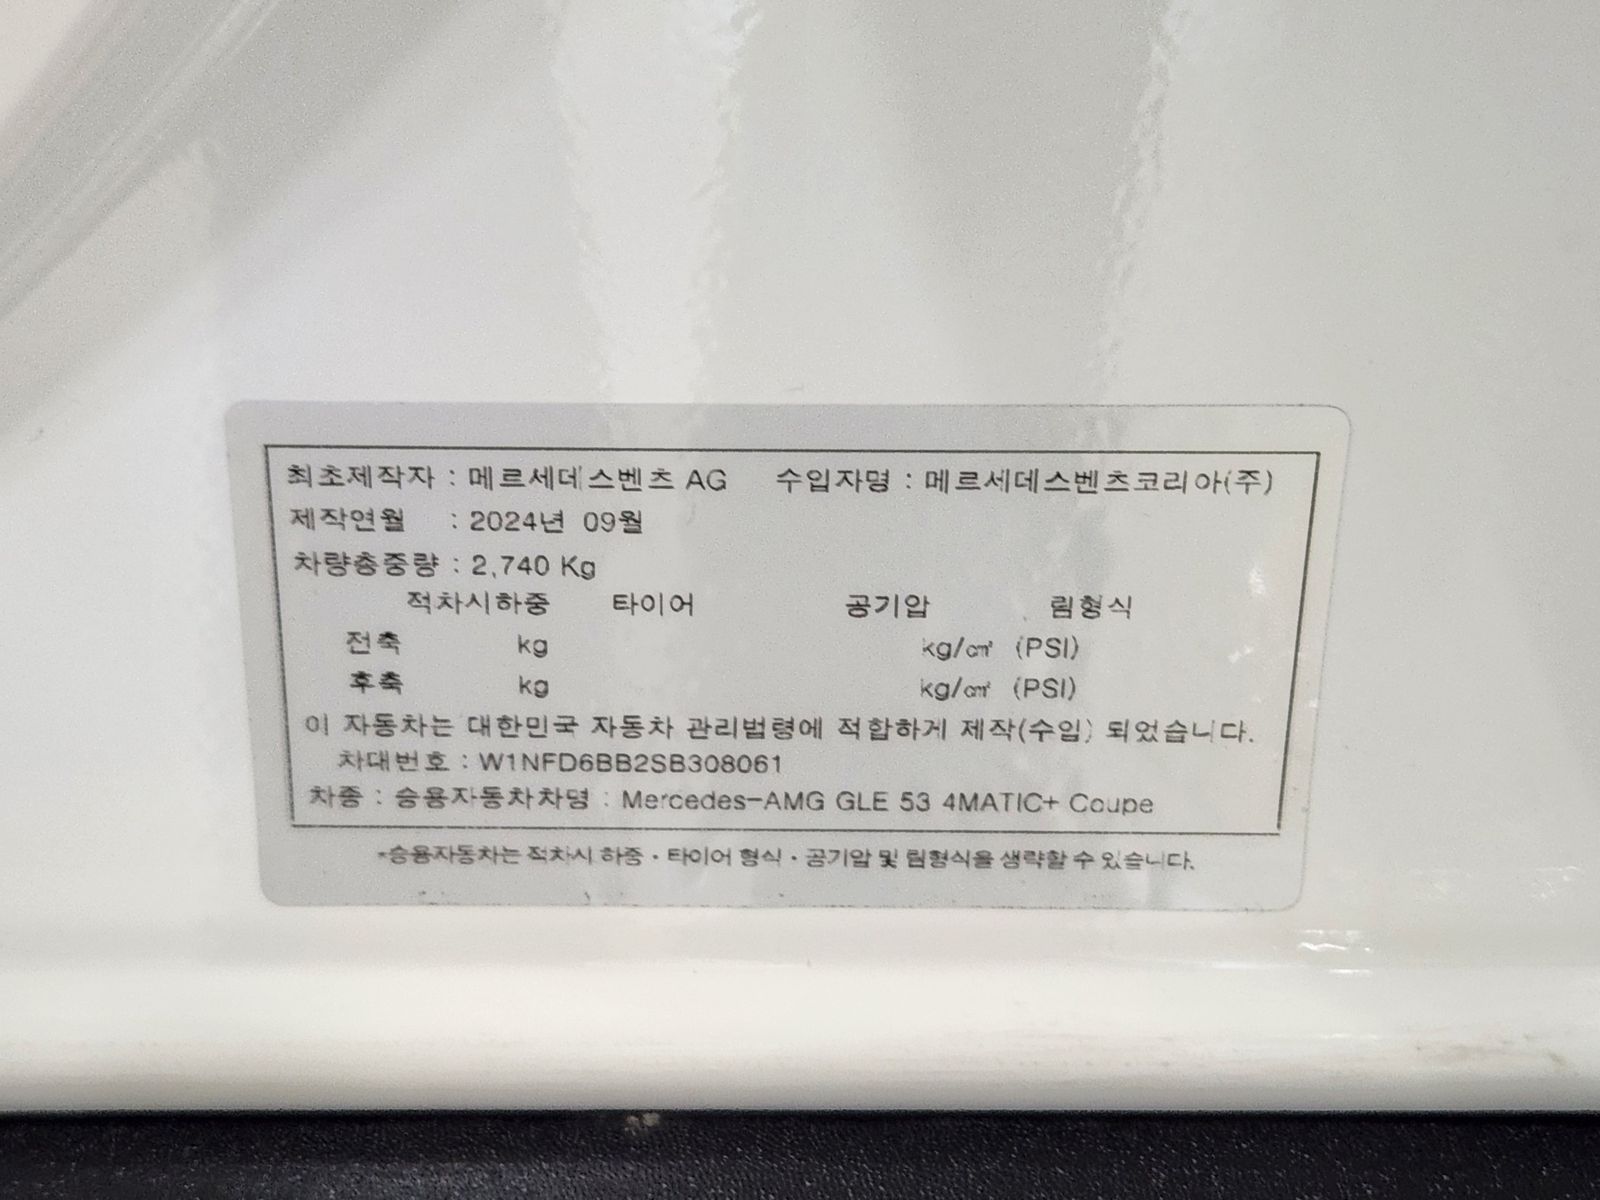 최초제작자 : 메르세데스벤츠 AG 수입자명 : 메르세데스벤츠코리아(주)
제작연월 : 2024년 09월
차량총중량 : 2,740 Kg
적차시하중 타이어 공기압 림형식
전축 kg kg/㎠ (PSI)
후축 kg kg/㎠ (PSI)
이 자동차는 대한민국 자동차 관리법령에 적합하게 제작(수입) 되었습니다.
차대번호 : W1NFD6BB2SB308061
차종 : 승용자동차차명 : Mercedes-AMG GLE 53 4MATIC+ Coupe
*승용자동차는 적차시 하중·타이어 형식·공기압 및 림형식을 생략할 수 있습니다.